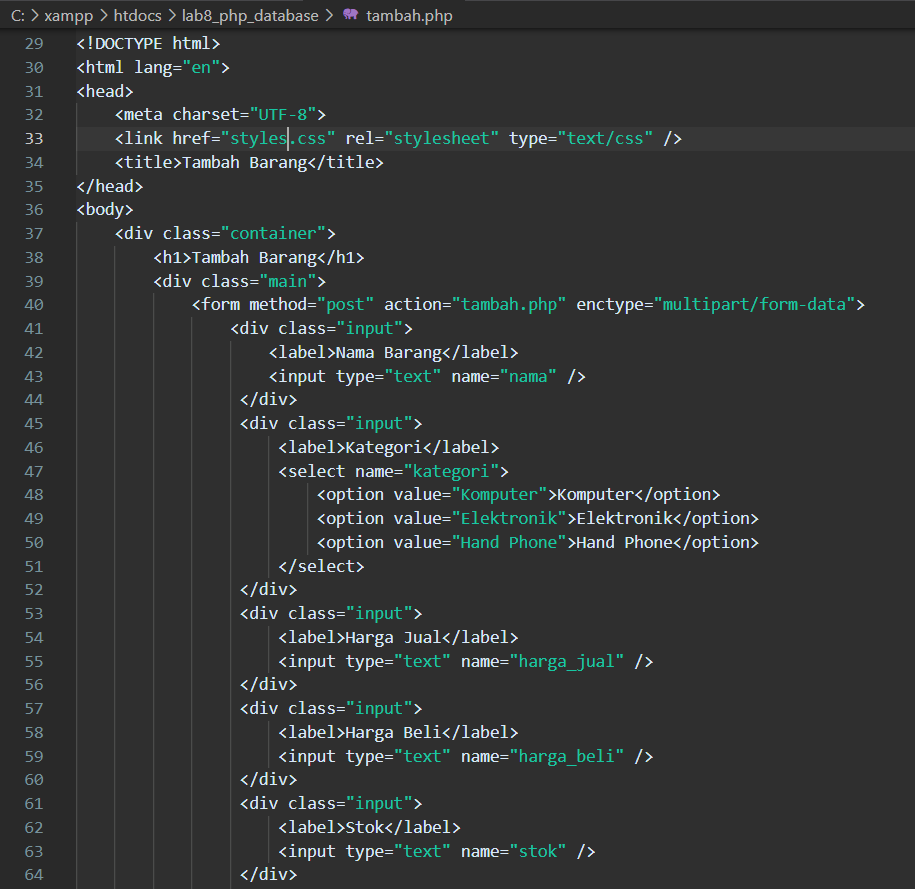 C: > xampp > htdocs > lab8_php_database > tambah.php
29 <!DOCTYPE html>
30 <html lang="en">
31 <head>
32     <meta charset="UTF-8">
33     <link href="styles.css" rel="stylesheet" type="text/css" />
34     <title>Tambah Barang</title>
35 </head>
36 <body>
37     <div class="container">
38         <h1>Tambah Barang</h1>
39         <div class="main">
40             <form method="post" action="tambah.php" enctype="multipart/form-data">
41                 <div class="input">
42                     <label>Nama Barang</label>
43                     <input type="text" name="nama" />
44                  </div>
45                  <div class="input">
46                      <label>Kategori</label>
47                      <select name="kategori">
48                          <option value="Komputer">Komputer</option>
49                          <option value="Elektronik">Elektronik</option>
50                          <option value="Hand Phone">Hand Phone</option>
51                      </select>
52                  </div>
53                  <div class="input">
54                      <label>Harga Jual</label>
55                      <input type="text" name="harga_jual" />
56                  </div>
57                  <div class="input">
58                      <label>Harga Beli</label>
59                      <input type="text" name="harga_beli" />
60                  </div>
61                  <div class="input">
62                      <label>Stok</label>
63                      <input type="text" name="stok" />
64                  </div>